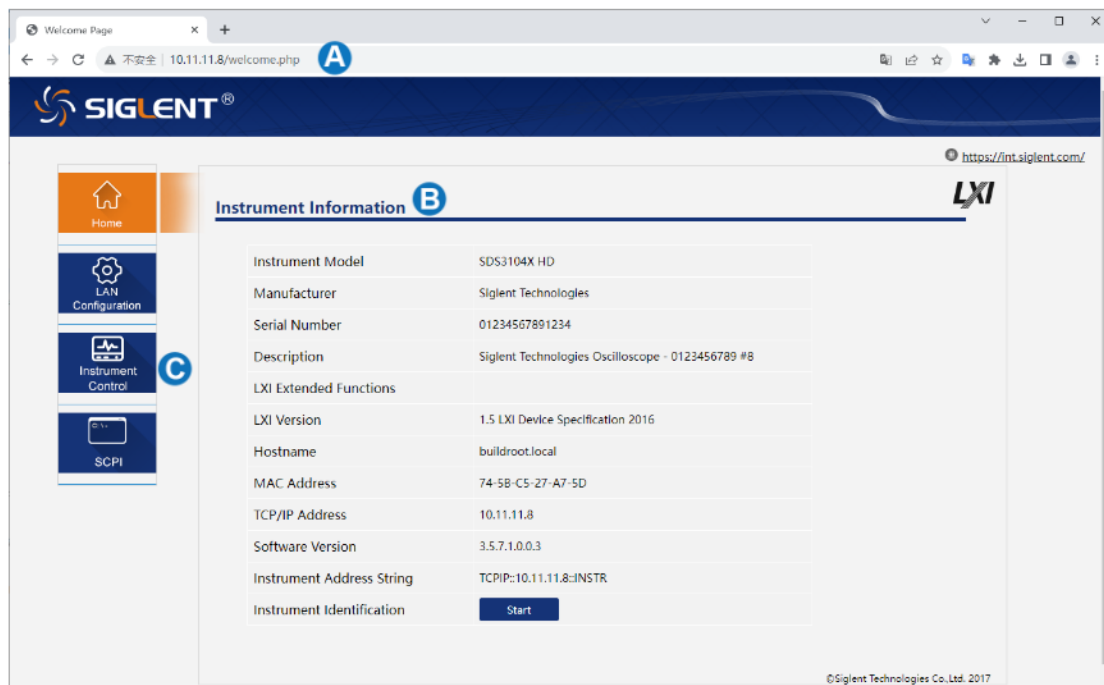 Welcome Page
不安全 | 10.11.11.8/welcome.php A
SIGLENT®
https://int.siglent.com/
Home
LAN
Configuration
Instrument
Control
C
C:\-
SCPI
Instrument Information B
LXI
Instrument Model SDS3104X HD
Manufacturer Siglent Technologies
Serial Number 01234567891234
Description Siglent Technologies Oscilloscope - 0123456789 #8
LXI Extended Functions
LXI Version 1.5 LXI Device Specification 2016
Hostname buildroot.local
MAC Address 74-5B-C5-27-A7-5D
TCP/IP Address 10.11.11.8
Software Version 3.5.7.1.0.0.3
Instrument Address String TCPIP::10.11.11.8::INSTR
Instrument Identification Start
©Siglent Technologies Co.,Ltd. 2017